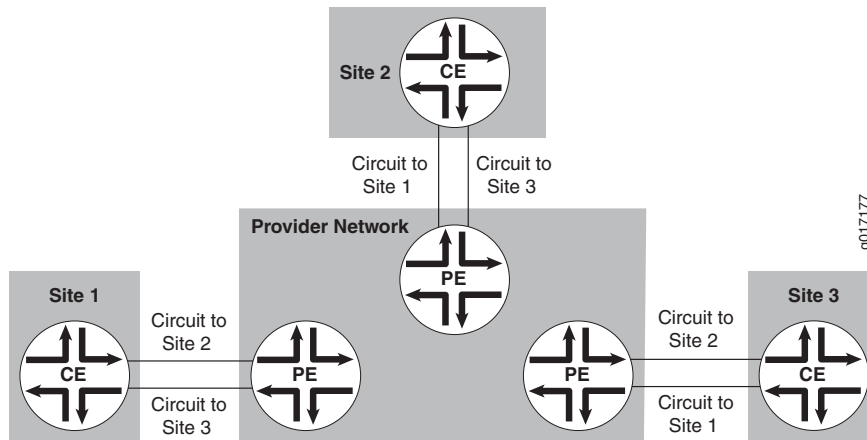 Site 2
CE
Circuit to
Site 1
Circuit to
Site 3
Provider Network
PE
g017177
Site 1
CE
Circuit to
Site 2
Circuit to
Site 3
PE
PE
Circuit to
Site 2
Circuit to
Site 1
Site 3
CE